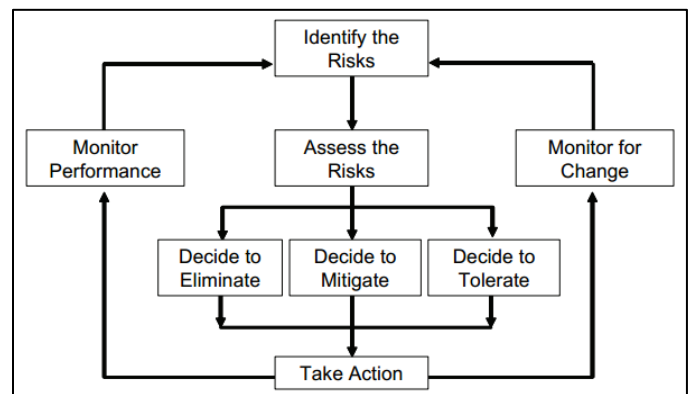 Identify the
Risks
Monitor
Performance
Assess the
Risks
Monitor for
Change
Decide to
Eliminate
Decide to
Mitigate
Decide to
Tolerate
Take Action